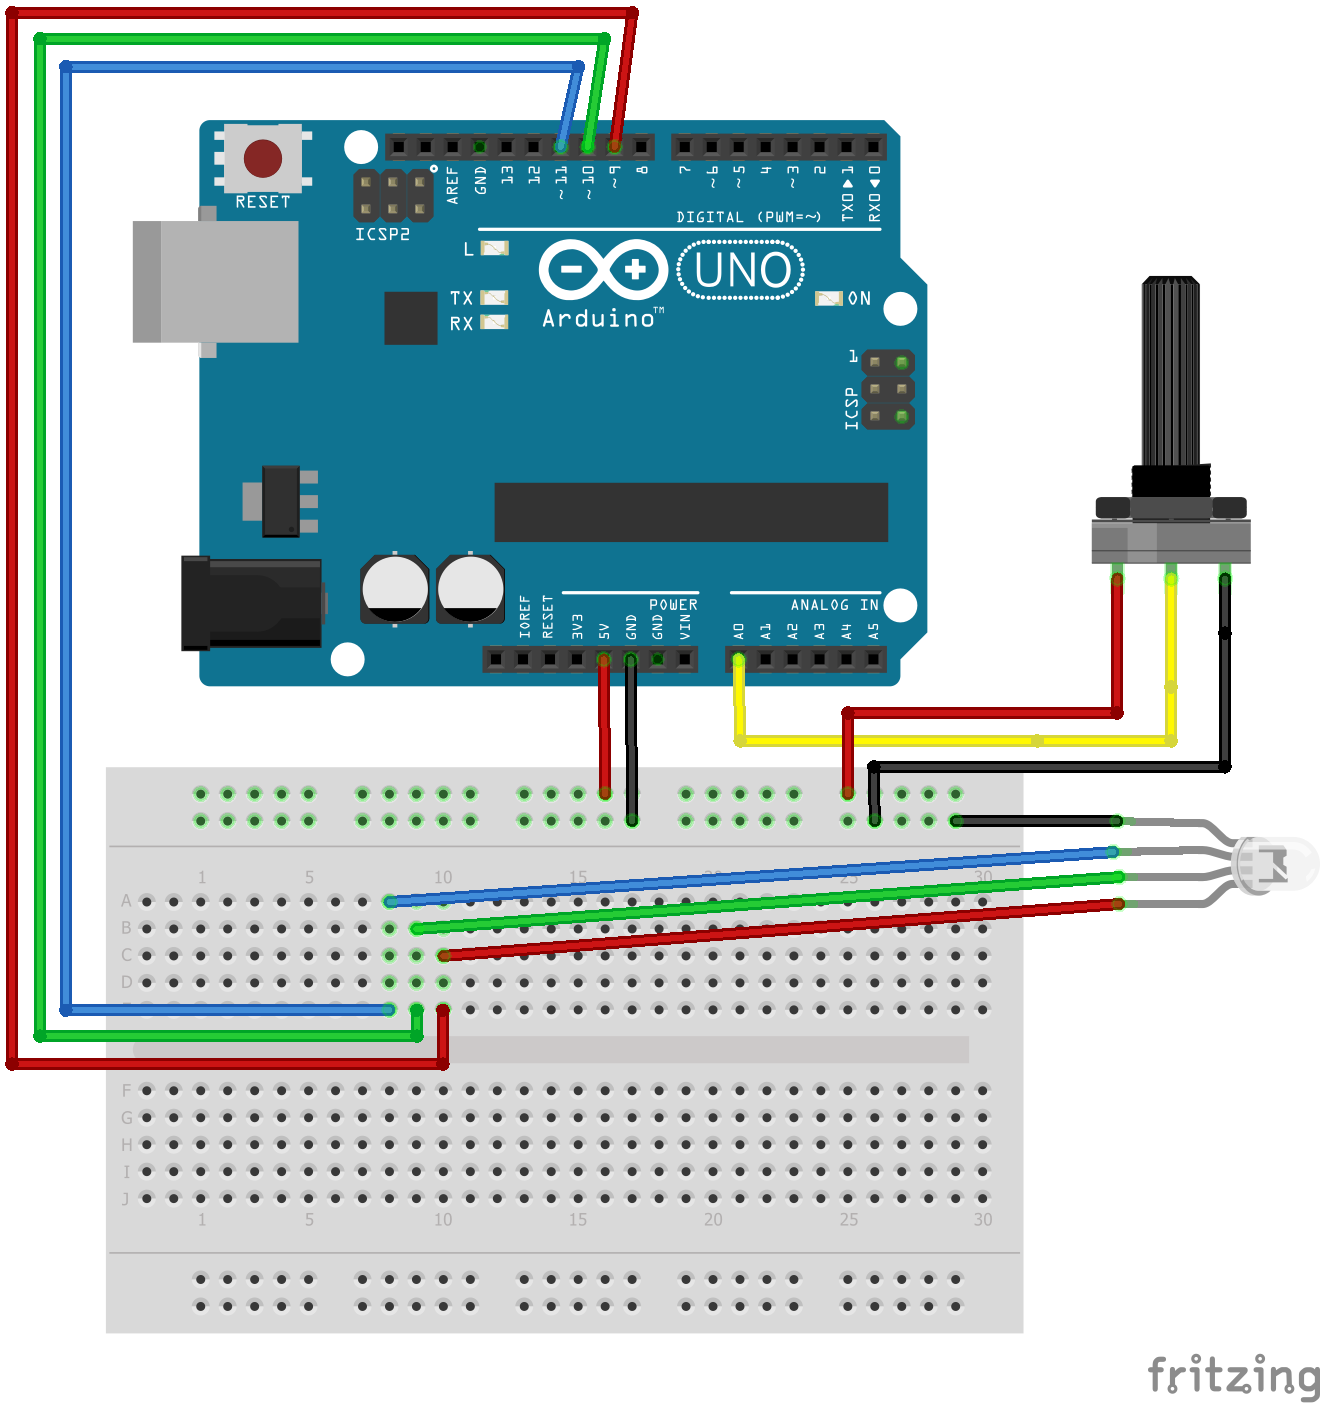 RESET
ICSP2
AREF
GND
13
12
~11
~10
~9
8
7
~6
~5
4
~3
2
TX0▶1
RX0◀0
DIGITAL (PWM=~)
L
TX
RX
UNO
Arduino™
ON
1
ICSP
IOREF
RESET
3V3
5V
GND
GND
VIN
POWER
A0
A1
A2
A3
A4
A5
ANALOG IN
1 5 10 15 20 25 30
A
B
C
D
F
G
H
I
J
1 5 10 15 20 25 30
fritzing